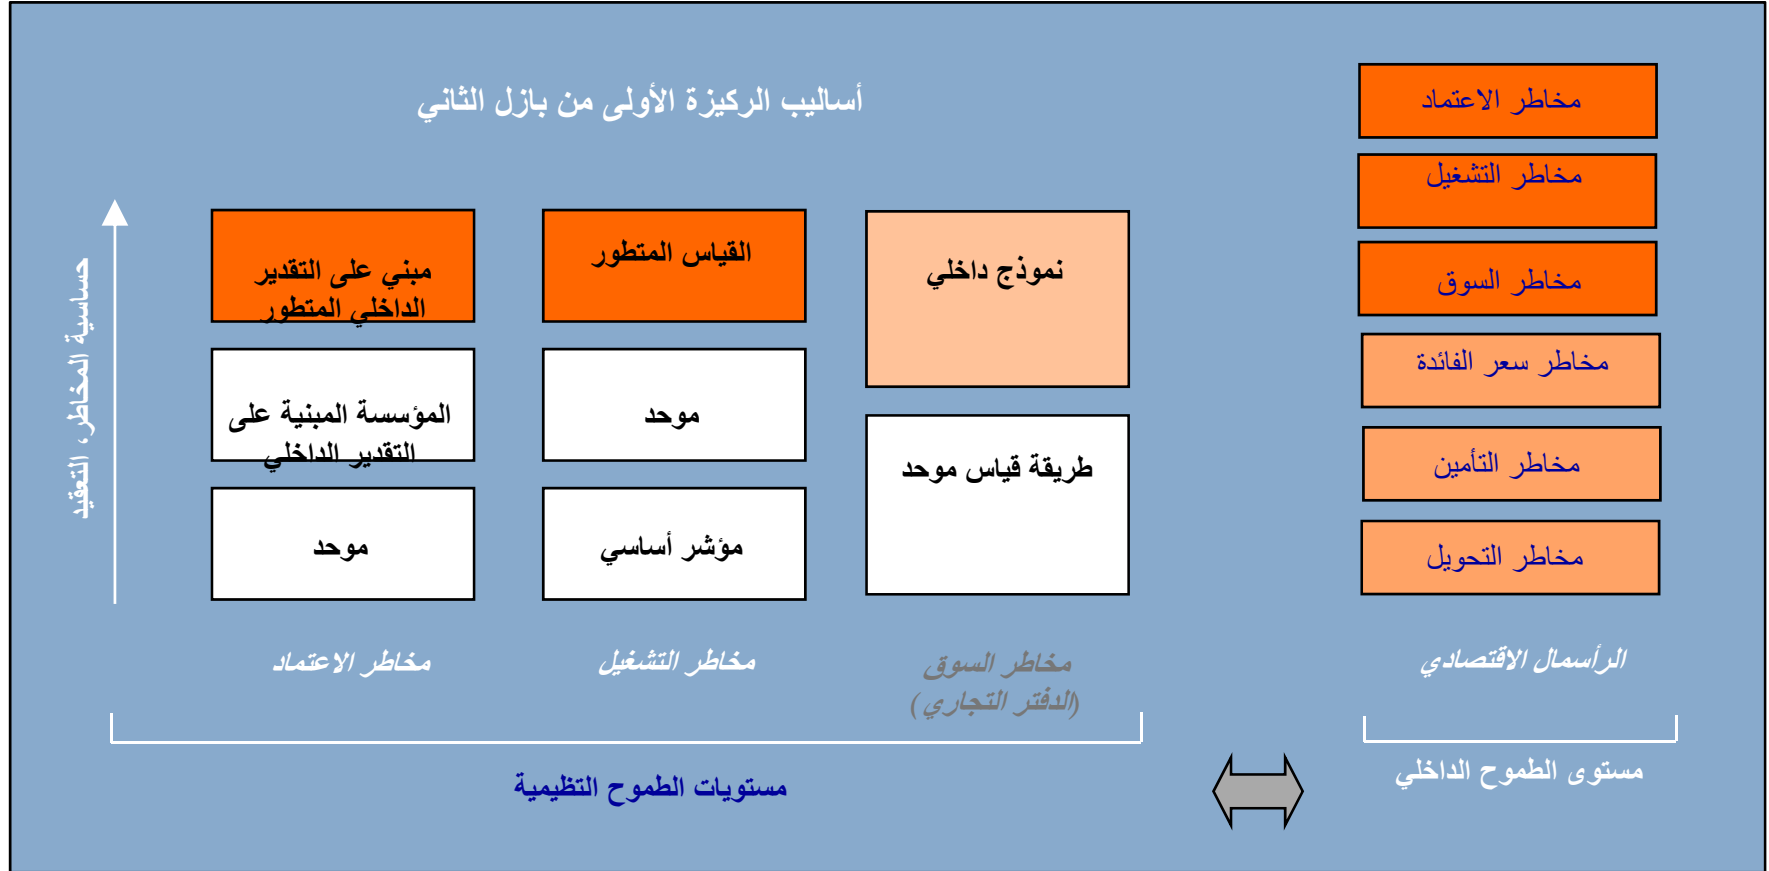 أساليب الركيزة الأولى من بازل الثاني
حساسية المخاطر، التعقيد
مبني على التقدير
الداخلي المتطور
المؤسسة المبنية على
التقدير الداخلي
موحد
مخاطر الاعتماد
القياس المتطور
موحد
مؤشر أساسي
مخاطر التشغيل
نموذج داخلي
طريقة قياس موحد
مخاطر السوق
(الدفتر التجاري)
مستويات الطموح التظيمية
مخاطر الاعتماد
مخاطر التشغيل
مخاطر السوق
مخاطر سعر الفائدة
مخاطر التأمين
مخاطر التحويل
الرأسمال الاقتصادي
مستوى الطموح الداخلي